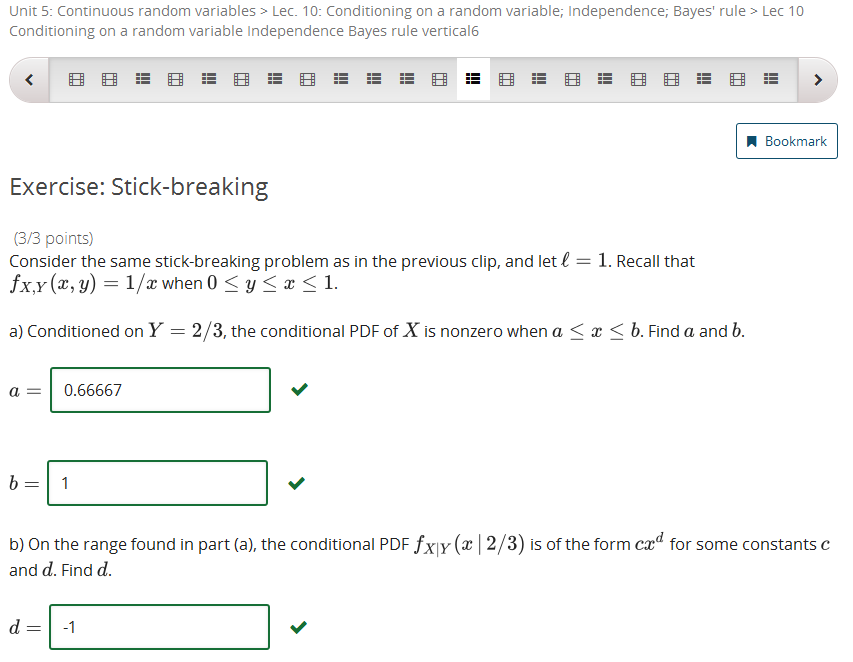 Unit 5: Continuous random variables > Lec. 10: Conditioning on a random variable; Independence; Bayes' rule > Lec 10
Conditioning on a random variable Independence Bayes rule vertical6
Bookmark
Exercise: Stick-breaking
(3/3 points)
Consider the same stick-breaking problem as in the previous clip, and let ℓ = 1. Recall that
f_{X,Y}(x, y) = 1/x when 0 ≤ y ≤ x ≤ 1.
a) Conditioned on Y = 2/3, the conditional PDF of X is nonzero when a ≤ x ≤ b. Find a and b.
a = 0.66667
b = 1
b) On the range found in part (a), the conditional PDF f_{X|Y}(x | 2/3) is of the form cx^d for some constants c
and d. Find d.
d = -1